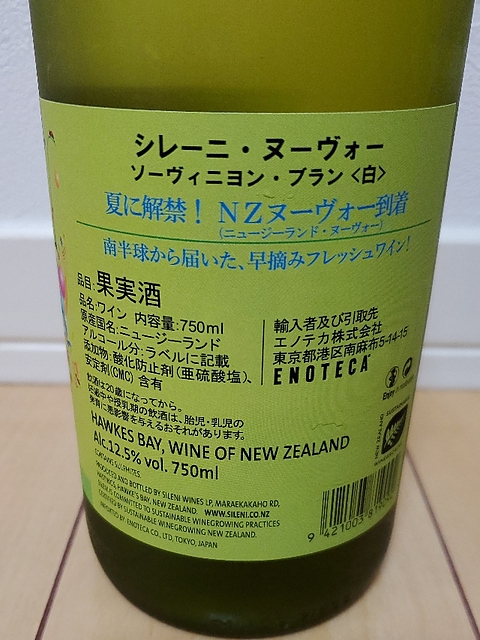 シレーニ・ヌーヴォー
ソーヴィニヨン・ブラン〈白〉
夏に解禁！ NZヌーヴォー到着
(ニュージーランド・ヌーヴォー)
南半球から届いた、早摘みフレッシュワイン！
品目:果実酒
品名:ワイン 内容量:750ml
原産国名:ニュージーランド
アルコール分:ラベルに記載
添加物:酸化防止剤(亜硫酸塩)、
安定剤(CMC) 含有
輸入者及び引取先
エノテカ株式会社
東京都港区南麻布5-14-15
ENOTECA
飲酒は20歳になってから。
妊娠中や授乳期の飲酒は、胎児・乳児の
発育に悪影響を与えるおそれがあります。
Enjoy
HAWKES BAY, WINE OF NEW ZEALAND
Alc.12.5% vol. 750ml
CONTAINS SULPHITES
PRODUCED AND BOTTLED BY SILENI WINES LP, MARAEKAKAHO RD,
HASTINGS, HAWKE'S BAY, NEW ZEALAND. WWW.SILENI.CO.NZ
SILENI IS COMMITTED TO SUSTAINABLE WINEGROWING PRACTICES
CERTIFIED BY SUSTAINABLE WINEGROWING NEW ZEALAND.
IMPORTED BY: ENOTECA CO., LTD, TOKYO, JAPAN
9 421003 8